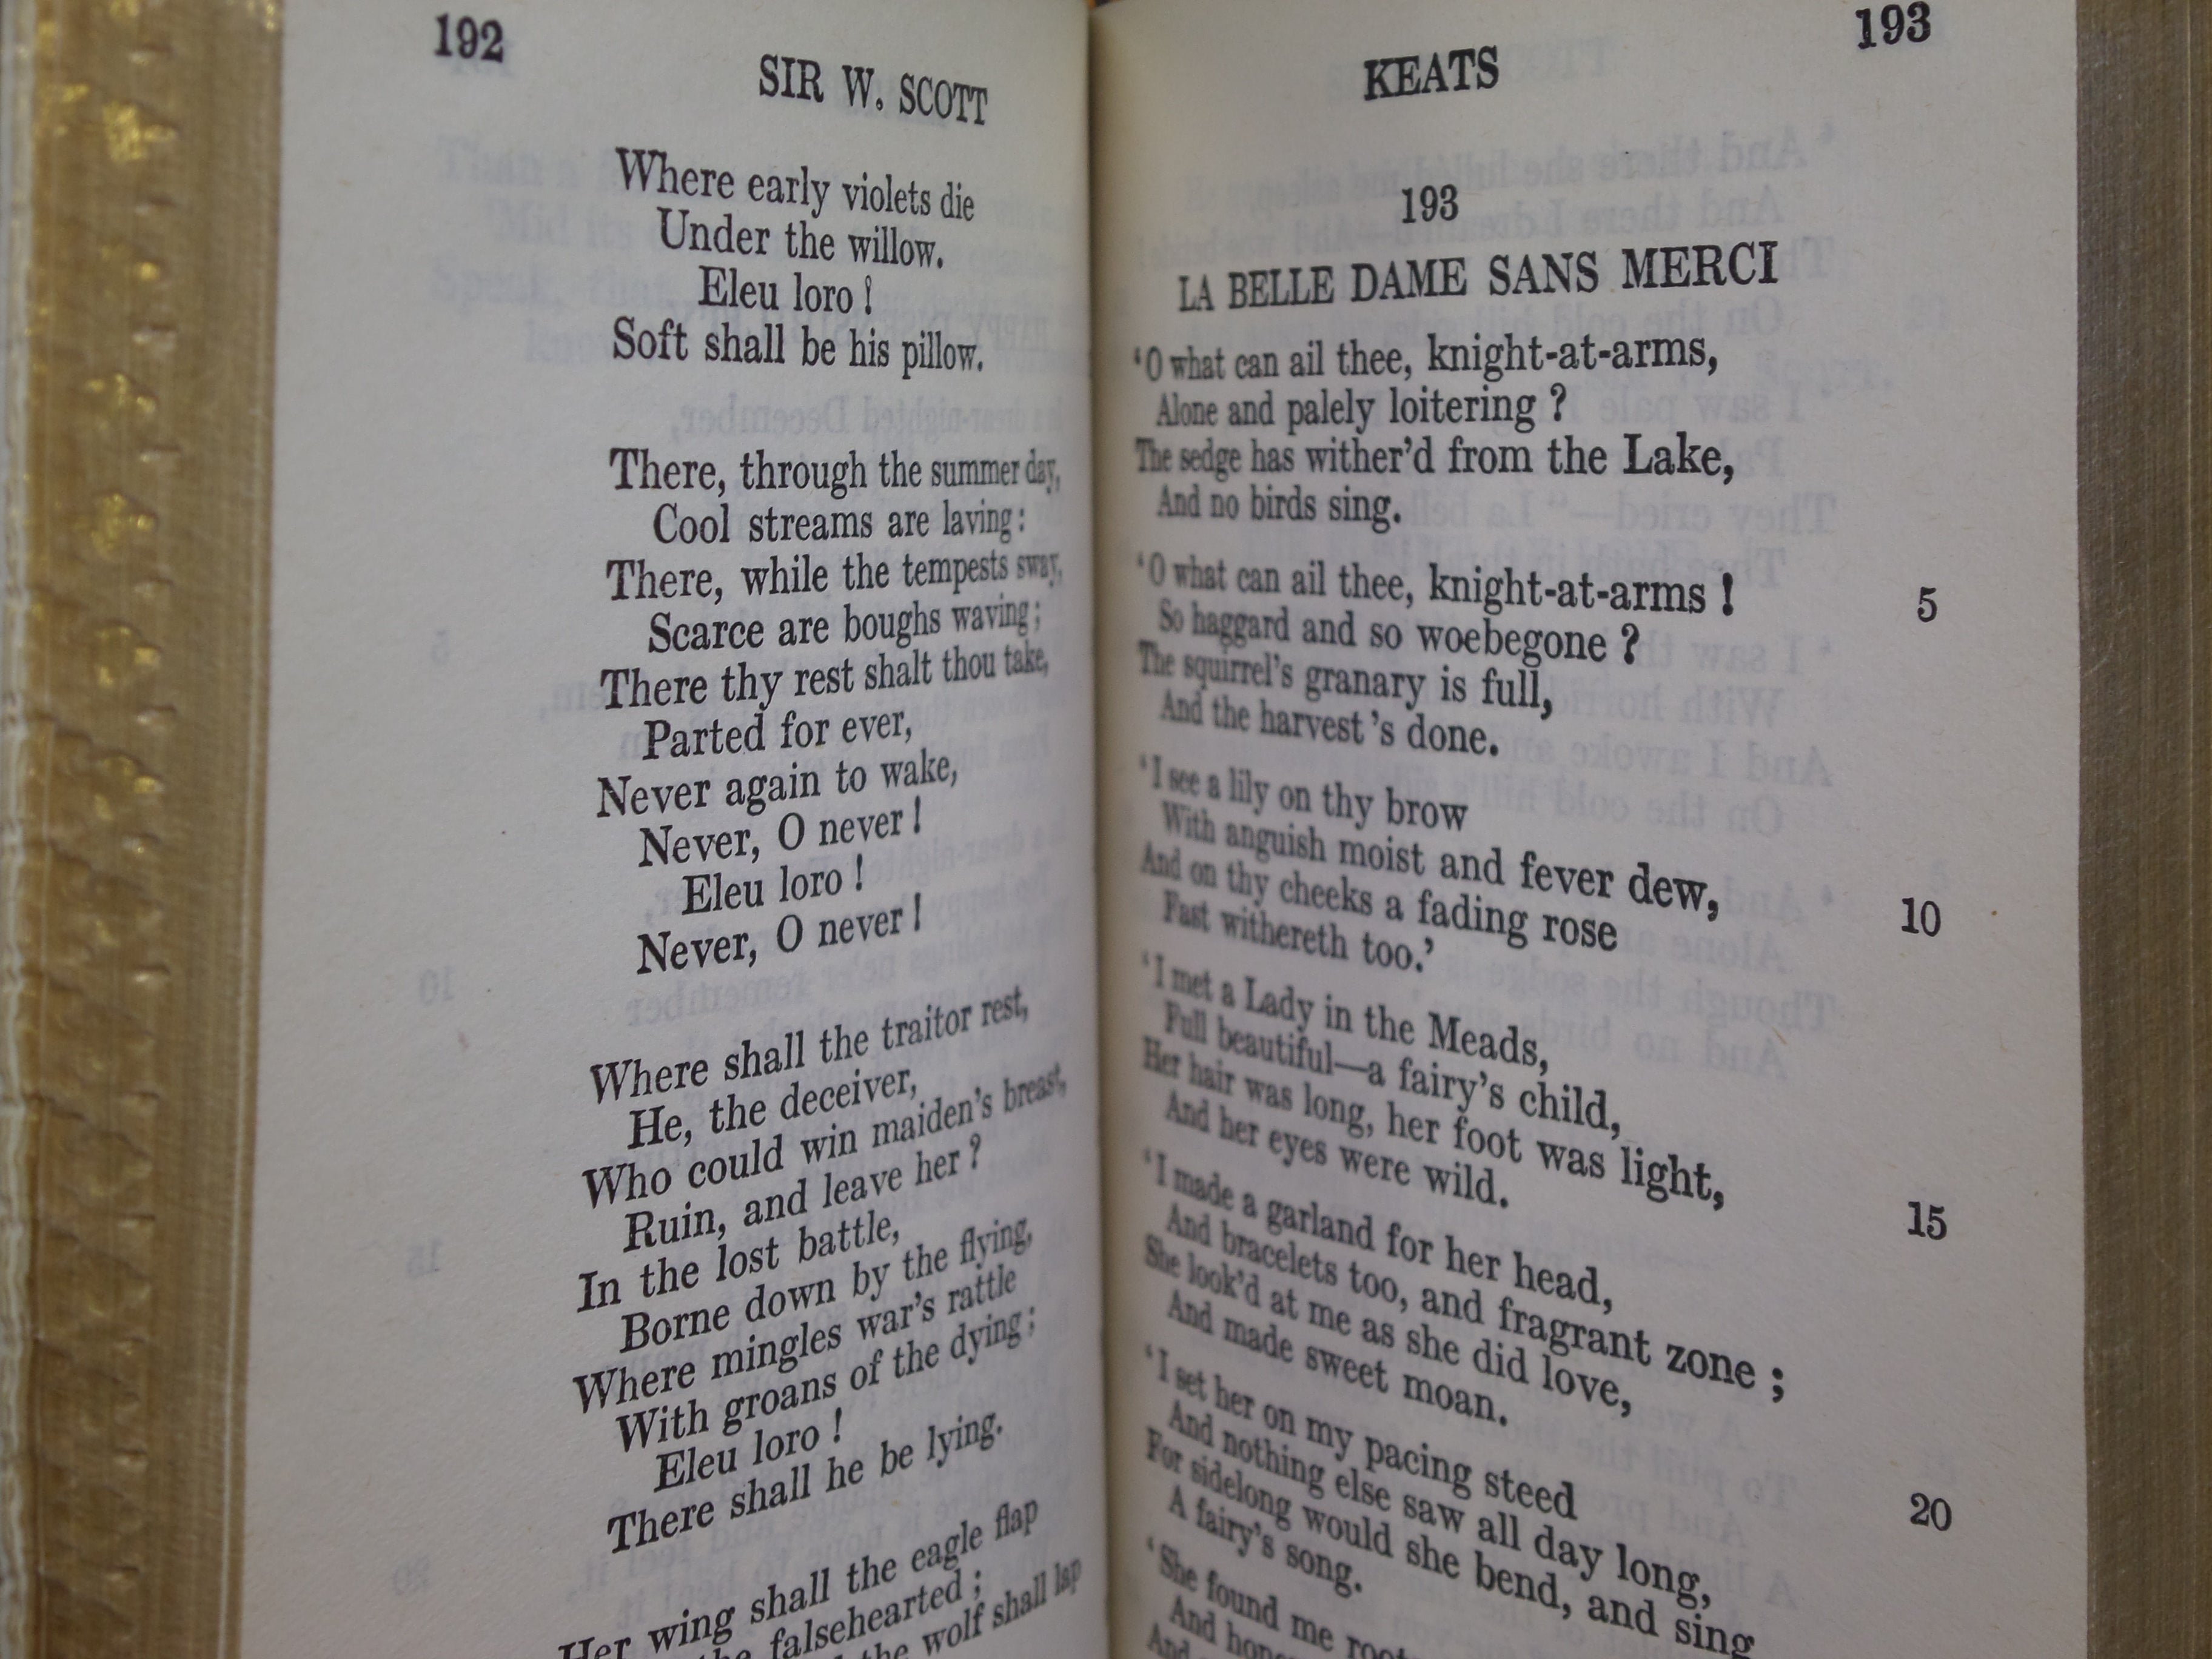 192
SIR W. SCOTT
Where early violets die
Under the willow.
Eleu loro !
Soft shall be his pillow.
There, through the summer day,
Cool streams are laving:
There, while the tempests sway,
Scarce are boughs waving;
There thy rest shalt thou take,
Parted for ever,
Never again to wake,
Never, O never!
Eleu loro !
Never, O never!
Where shall the traitor rest,
He, the deceiver,
Who could win maiden's breast,
Ruin, and leave her?
In the lost battle,
Borne down by the flying,
Where mingles war's rattle
With groans of the dying;
Eleu loro !
There shall he be lying.
Her wing shall the eagle flap
the falsehearted;
the wolf shall lap
193
KEATS
193
LA BELLE DAME SANS MERCI
'O what can ail thee, knight-at-arms,
Alone and palely loitering ?
The sedge has wither'd from the Lake,
And no birds sing.
'O what can ail thee, knight-at-arms ! 5
So haggard and so woebegone ?
The squirrel's granary is full,
And the harvest 's done.
'I see a lily on thy brow
With anguish moist and fever dew, 10
And on thy cheeks a fading rose
Fast withereth too.'
'I met a Lady in the Meads,
Full beautiful—a fairy's child,
Her hair was long, her foot was light, 15
And her eyes were wild.
'I made a garland for her head,
And bracelets too, and fragrant zone ;
She look'd at me as she did love,
And made sweet moan. 20
'I set her on my pacing steed
And nothing else saw all day long,
For sidelong would she bend, and sing
A fairy's song.
'She found me
And
And